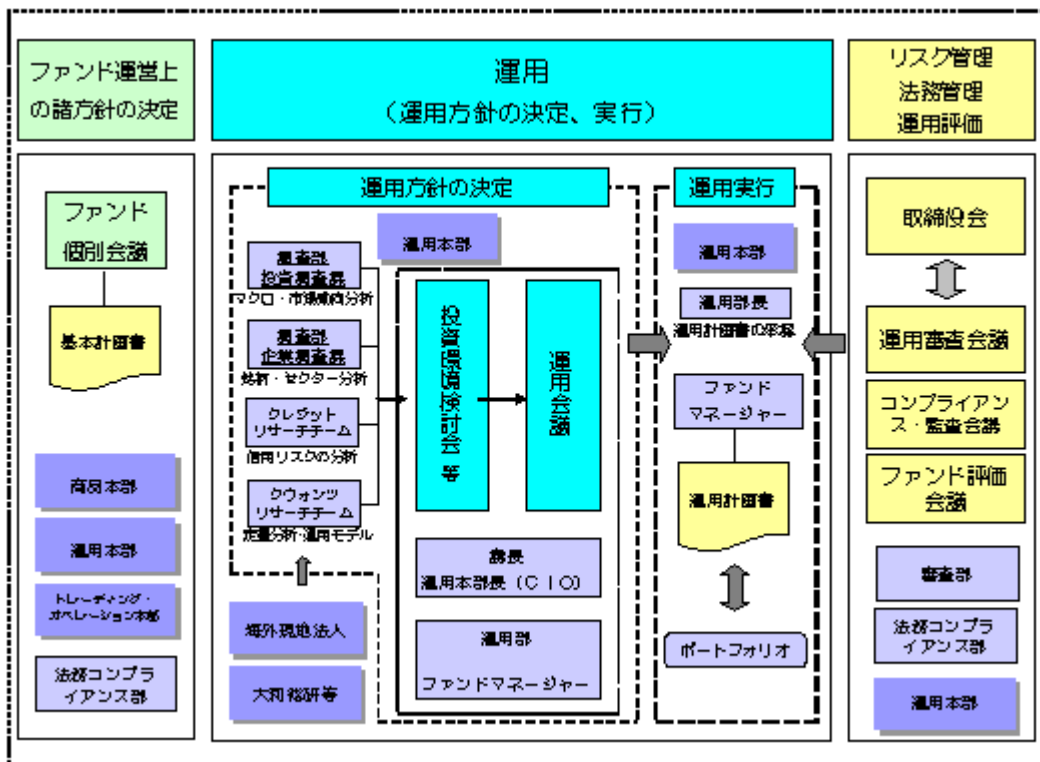 ファンド運営上
の諸方針の決定
運用
（運用方針の決定、実行）
リスク管理
法務管理
運用評価
ファンド
個別会議
基本計画書
商品本部
運用本部
トレーディング・
オペレーション本部
法務コンプラ
イアンス部
運用方針の決定
運用本部
調査部
投資調査課
マクロ・市場動向分析
調査部
企業調査課
銘柄・セクター分析
クレジット
リサーチチーム
信用リスクの分析
クウォンツ
リサーチチーム
定量分析・運用モデル
海外現地法人
大和総研等
投資環境検討会 等
運用会議
議長
運用本部長（ＣＩＯ）
運用部
ファンドマネージャー
運用実行
運用本部
運用部長
運用計画書の承認
ファンド
マネージャー
運用計画書
ポートフォリオ
取締役会
運用審査会議
コンプライアン
ス・監査会議
ファンド評価
会議
審査部
法務コンプラ
イアンス部
運用本部